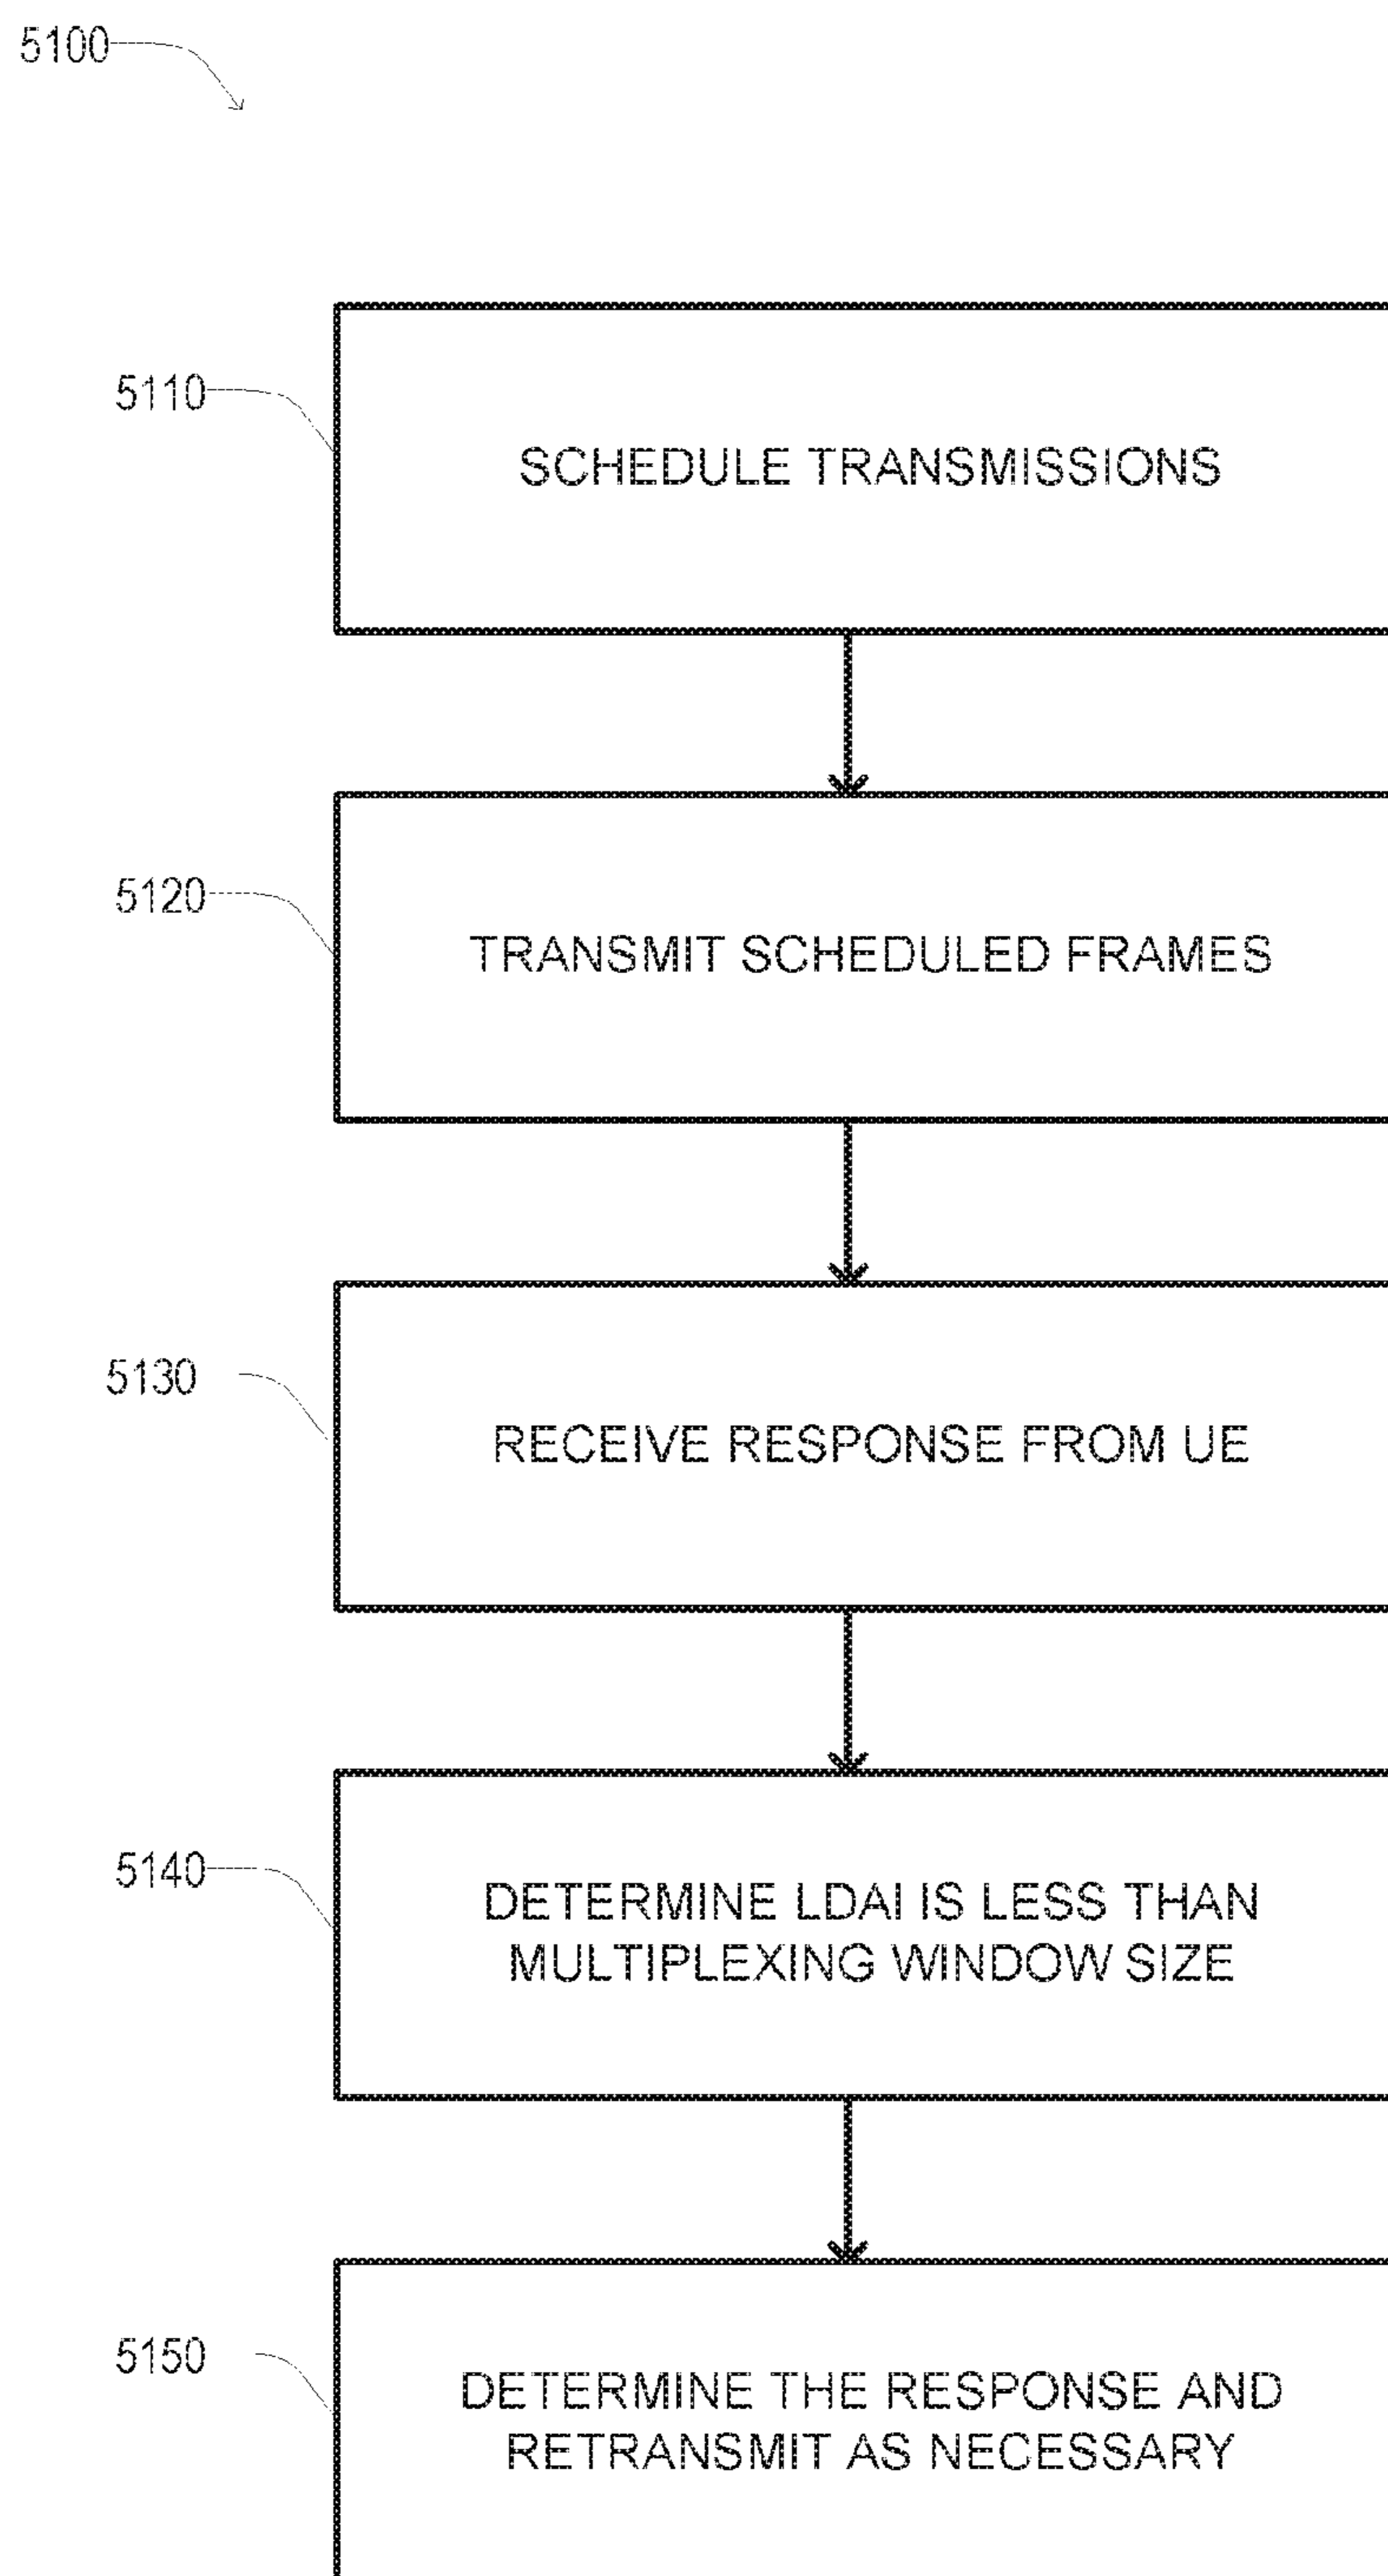 5100
5110
SCHEDULE TRANSMISSIONS
5120
TRANSMIT SCHEDULED FRAMES
5130
RECEIVE RESPONSE FROM UE
5140
DETERMINE LDAI IS LESS THAN
MULTIPLEXING WINDOW SIZE
5150
DETERMINE THE RESPONSE AND
RETRANSMIT AS NECESSARY